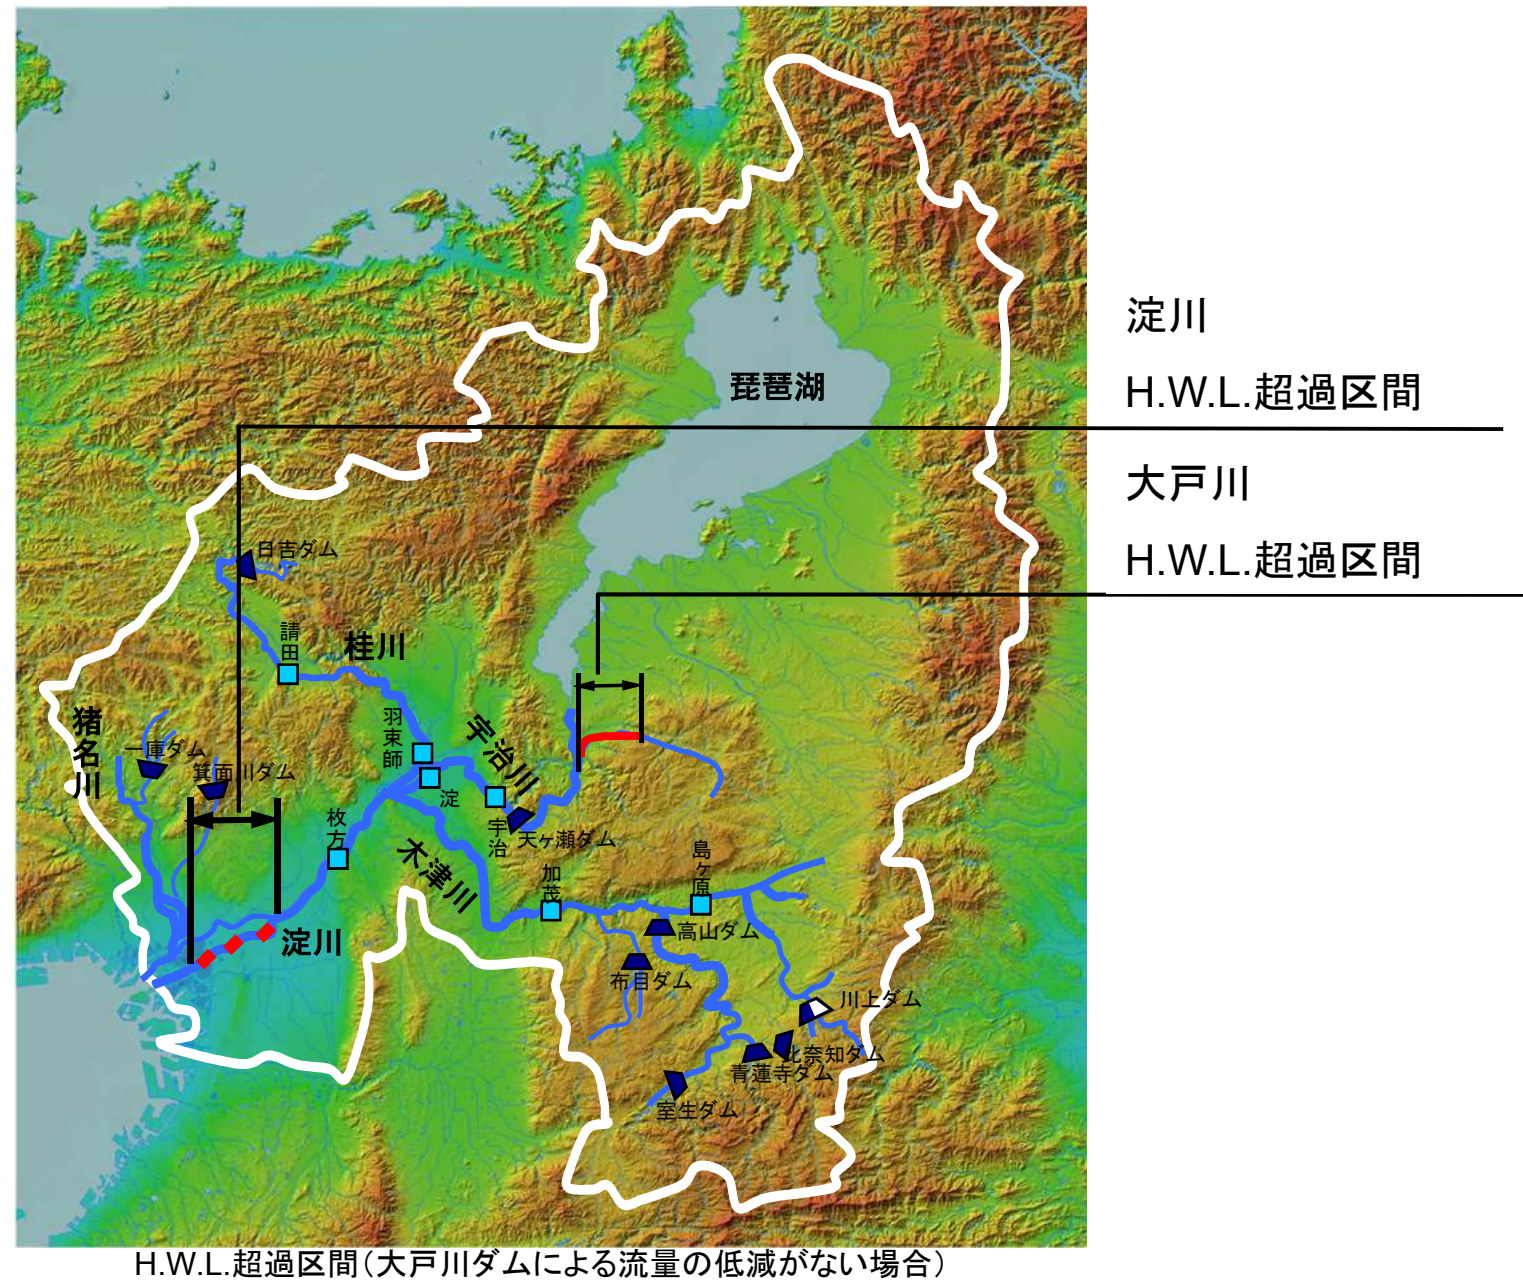 淀川
H.W.L.超過区間
琵琶湖
大戸川
H.W.L.超過区間
日吉ダム
請田
桂川
猪名川
羽束師
宇治川
一庫ダム
箕面川ダム
淀
枚方
宇治
天ヶ瀬ダム
木津川
加茂
島ヶ原
高山ダム
淀川
布目ダム
川上ダム
比奈知ダム
青蓮寺ダム
室生ダム
H.W.L.超過区間(大戸川ダムによる流量の低減がない場合)